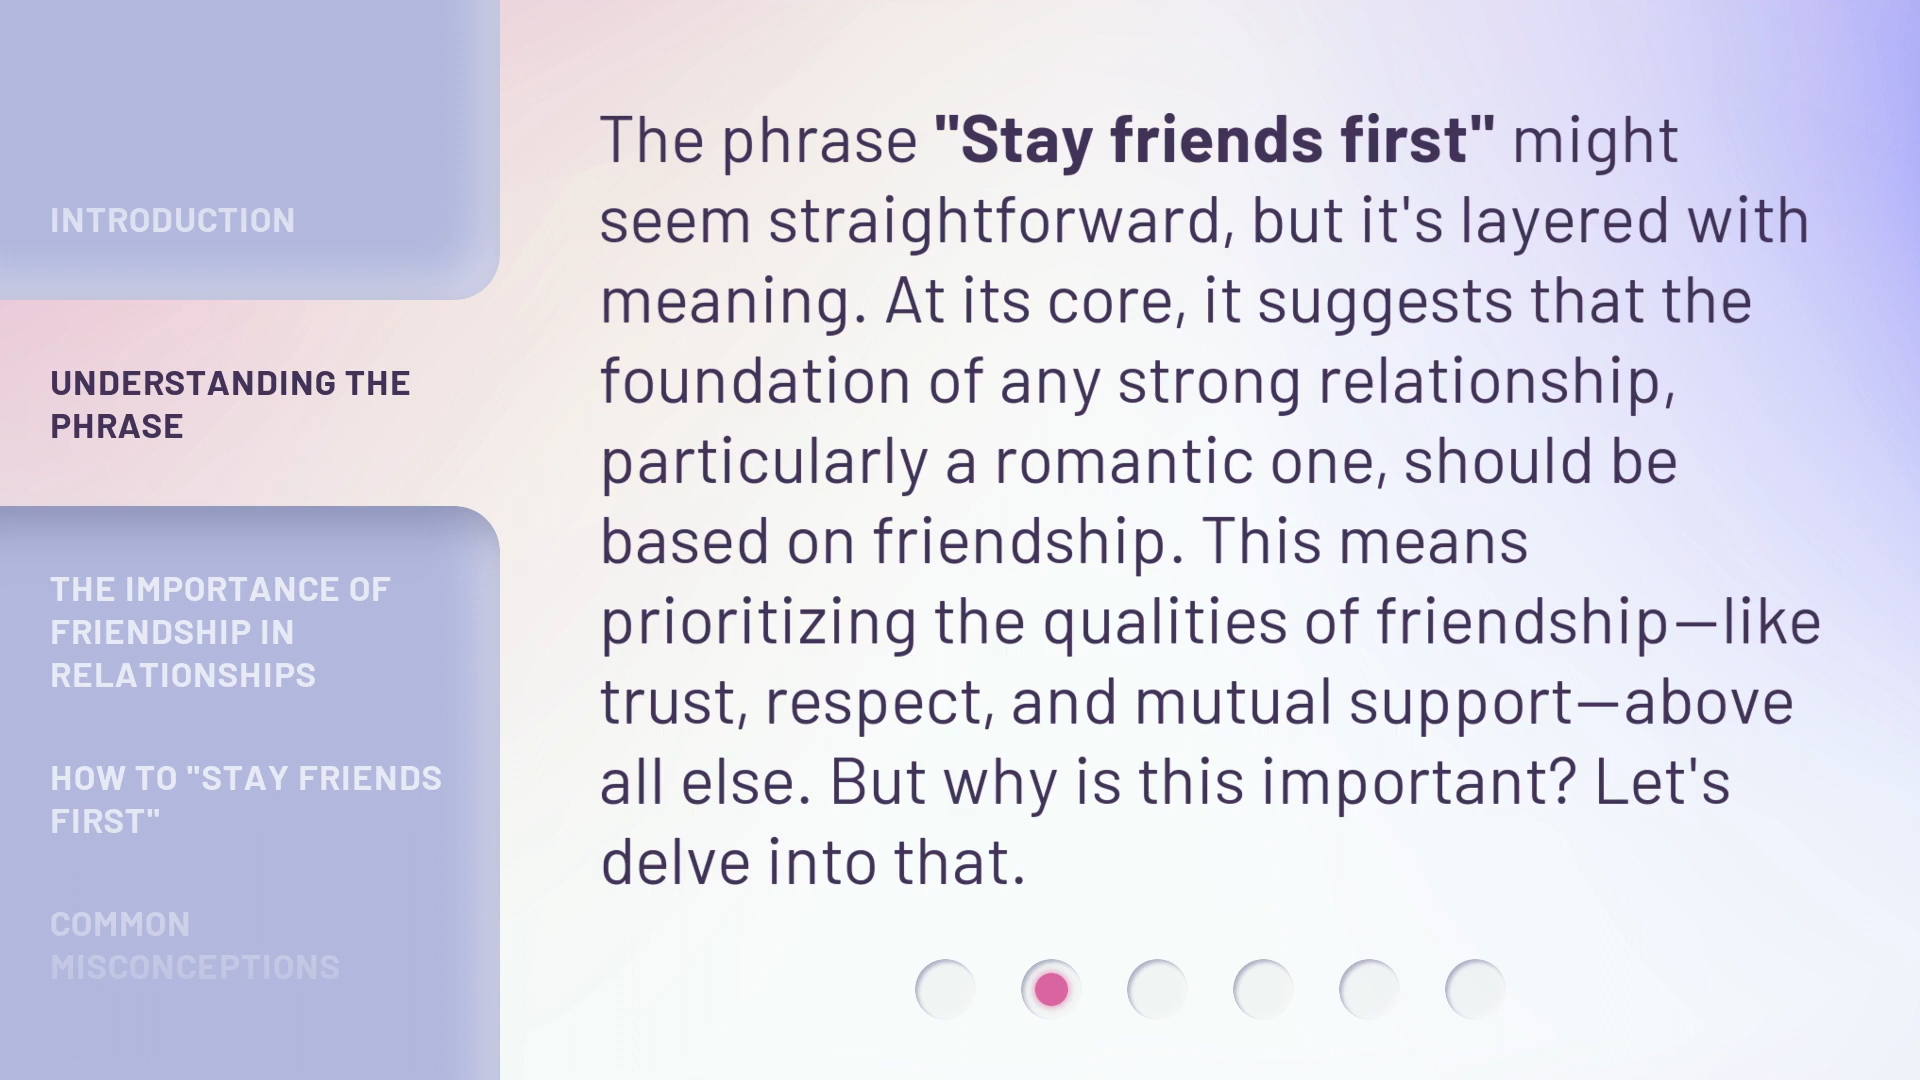 INTRODUCTION
UNDERSTANDING THE
PHRASE
THE IMPORTANCE OF
FRIENDSHIP IN
RELATIONSHIPS
HOW TO "STAY FRIENDS
FIRST"
COMMON
MISCONCEPTIONS
The phrase "Stay friends first" might
seem straightforward, but it's layered with
meaning. At its core, it suggests that the
foundation of any strong relationship,
particularly a romantic one, should be
based on friendship. This means
prioritizing the qualities of friendship—like
trust, respect, and mutual support—above
all else. But why is this important? Let's
delve into that.